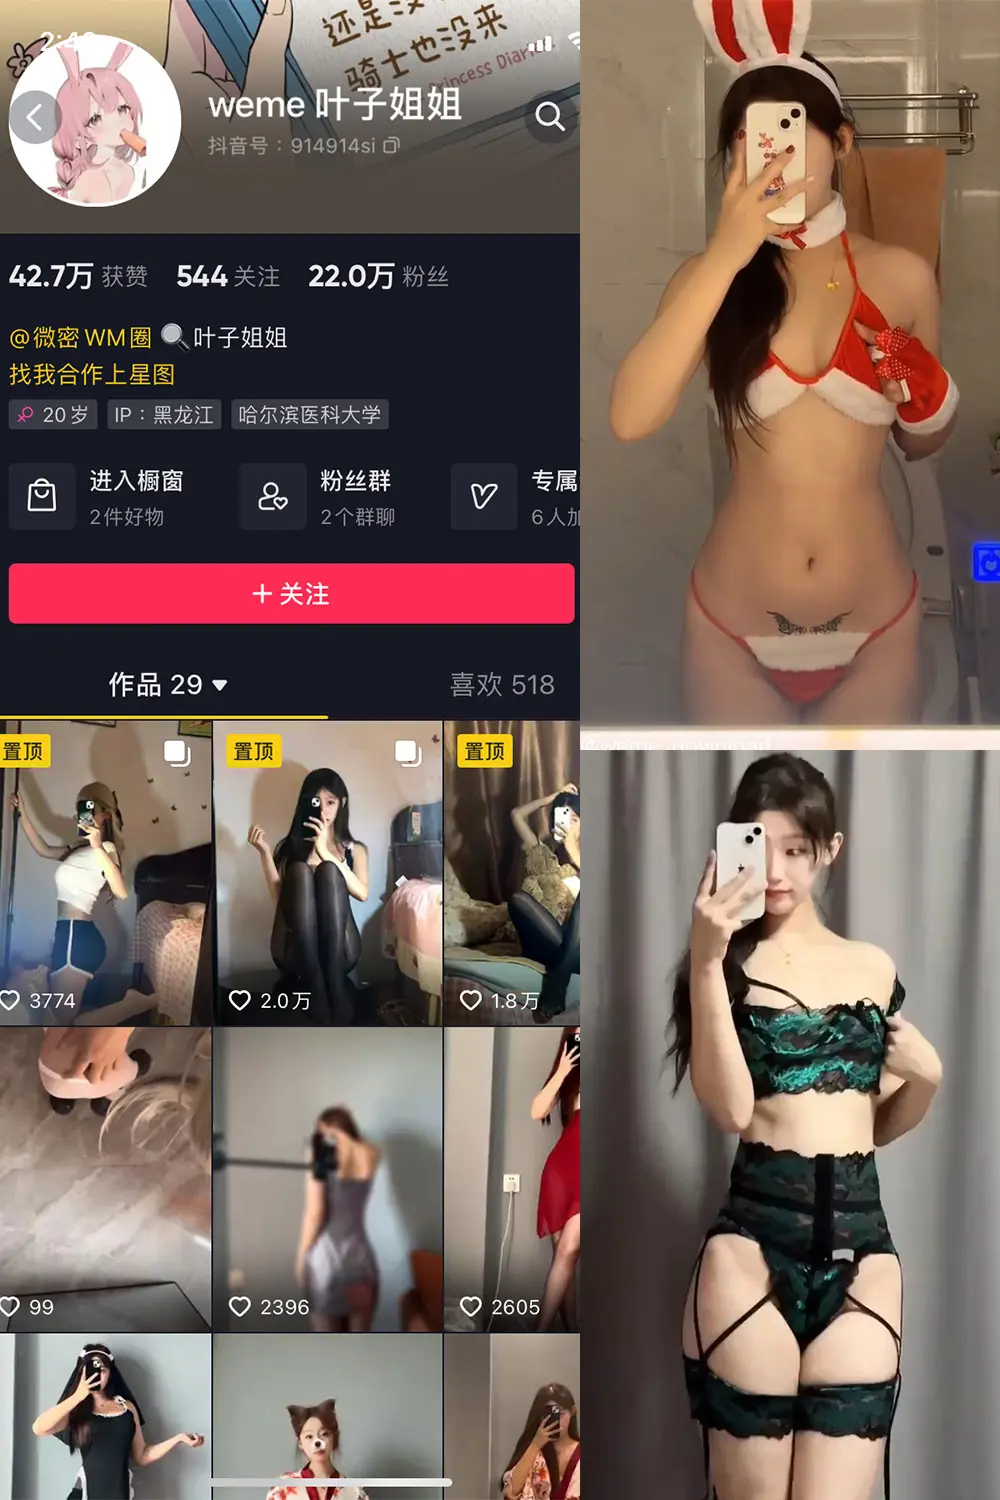 2:4
还是没
骑士也没来
Princess Diar
weme 叶子姐姐
抖音号：914914si
42.7万 获赞 544 关注 22.0万 粉丝
@微密WM圈 🔍叶子姐姐
找我合作上星图
20岁 IP：黑龙江 哈尔滨医科大学
进入橱窗 粉丝群 专属
2件好物 2个群聊 6人加
+ 关注
作品 29 喜欢 518
置顶 置顶 置顶
3774 2.0万 1.8万
99 2396 2605